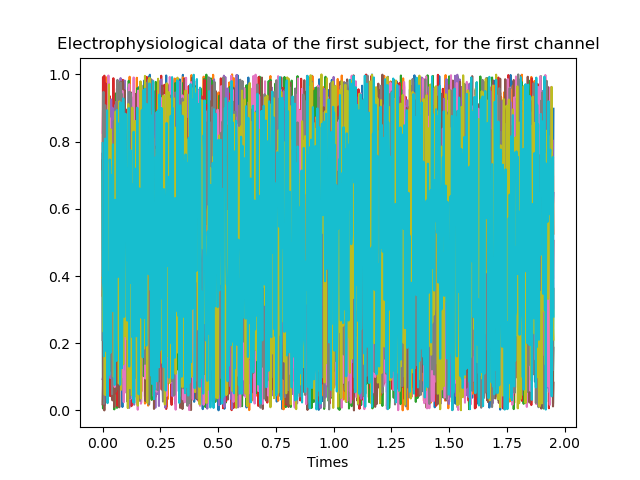 Electrophysiological data of the first subject, for the first channel
1.0
0.8
0.6
0.4
0.2
0.0
0.00 0.25 0.50 0.75 1.00 1.25 1.50 1.75 2.00
Times